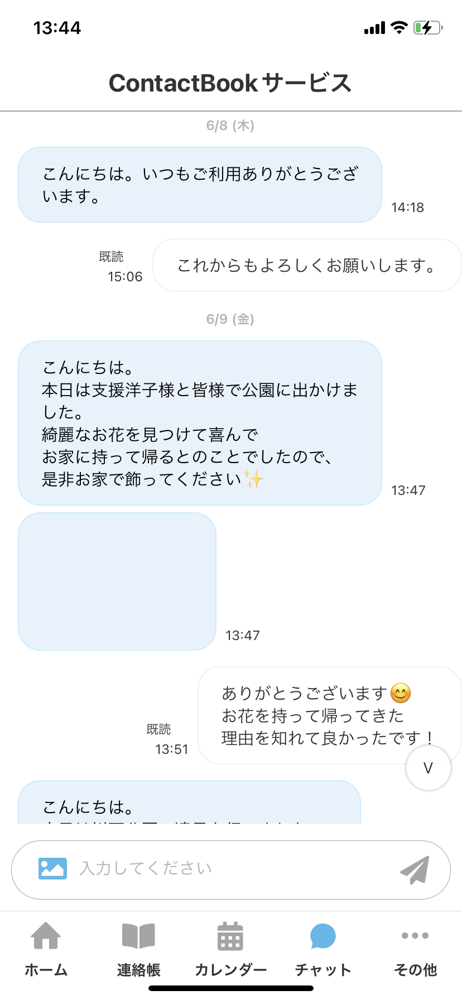 13:44
ContactBookサービス
6/8 (木)
こんにちは。いつもご利用ありがとうござ
います。
14:18
既読
15:06
これからもよろしくお願いします。
6/9 (金)
こんにちは。
本日は支援洋子様と皆様で公園に出かけま
した。
綺麗なお花を見つけて喜んで
お家に持って帰るとのことでしたので、
是非お家で飾ってください✨
13:47
13:47
ありがとうございます😊
お花を持って帰ってきた
理由を知れて良かったです！
既読
13:51
V
こんにちは。
入力してください
ホーム
連絡帳
カレンダー
チャット
その他